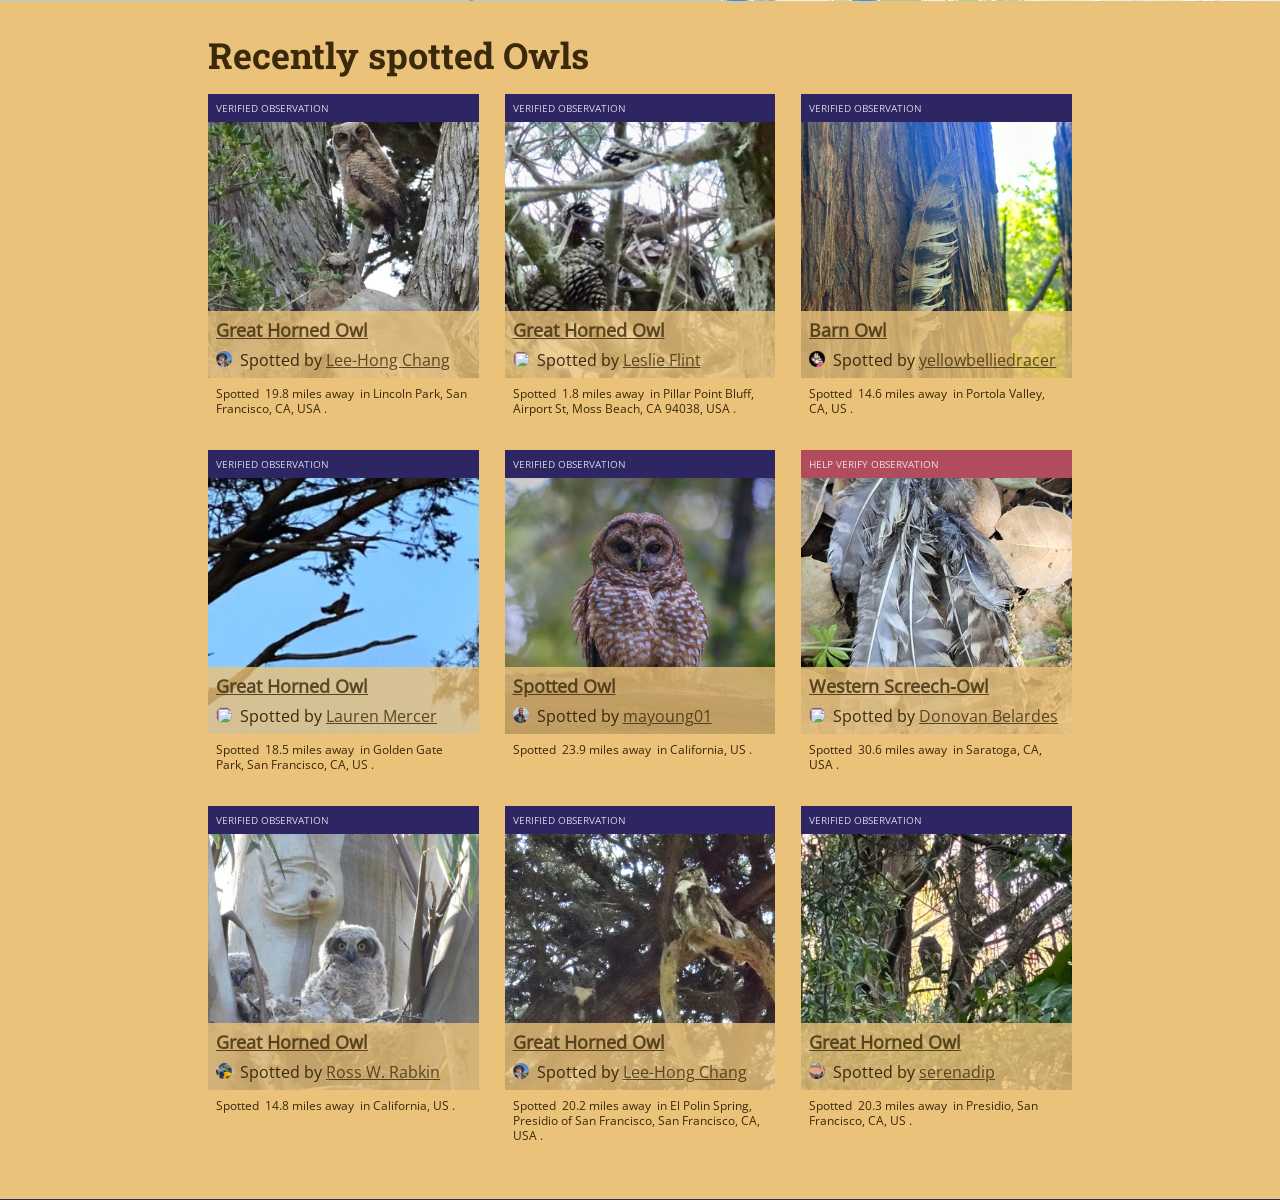 Recently spotted Owls
VERIFIED OBSERVATION
Great Horned Owl
Spotted by Lee-Hong Chang
Spotted 19.8 miles away in Lincoln Park, San
Francisco, CA, USA .
VERIFIED OBSERVATION
Great Horned Owl
Spotted by Leslie Flint
Spotted 1.8 miles away in Pillar Point Bluff,
Airport St, Moss Beach, CA 94038, USA .
VERIFIED OBSERVATION
Barn Owl
Spotted by yellowbelliedracer
Spotted 14.6 miles away in Portola Valley,
CA, US .
VERIFIED OBSERVATION
Great Horned Owl
Spotted by Lauren Mercer
Spotted 18.5 miles away in Golden Gate
Park, San Francisco, CA, US .
VERIFIED OBSERVATION
Spotted Owl
Spotted by mayoung01
Spotted 23.9 miles away in California, US .
HELP VERIFY OBSERVATION
Western Screech-Owl
Spotted by Donovan Belardes
Spotted 30.6 miles away in Saratoga, CA,
USA .
VERIFIED OBSERVATION
Great Horned Owl
Spotted by Ross W. Rabkin
Spotted 14.8 miles away in California, US .
VERIFIED OBSERVATION
Great Horned Owl
Spotted by Lee-Hong Chang
Spotted 20.2 miles away in El Polin Spring,
Presidio of San Francisco, San Francisco, CA,
USA .
VERIFIED OBSERVATION
Great Horned Owl
Spotted by serenadip
Spotted 20.3 miles away in Presidio, San
Francisco, CA, US .